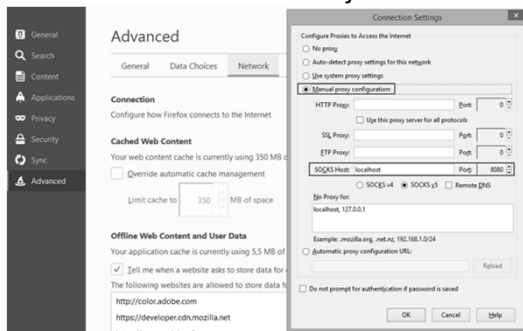 General
Search
Content
Applications
Privacy
Security
Sync
Advanced
Advanced
General Data Choices Network
Connection
Configure how Firefox connects to the Internet
Cached Web Content
Your web content cache is currently using 350 MB
Override automatic cache management
Limit cache to 350 MB of space
Offline Web Content and User Data
Your application cache is currently using 5,5 MB of
Tell me when a website asks to store data for
The following websites are allowed to store data
http://color.adobe.com
https://developer.cdn.mozilla.net
Connection Settings
Configure Proxies to Access the Internet
No proxy
Auto-detect proxy settings for this network
Use system proxy settings
Manual proxy configuration:
HTTP Proxy: Port: 0
Use this proxy server for all protocols
SSL Proxy: Port: 0
FTP Proxy: Port: 0
SOCKS Host: localhost Port: 8080
SOCKS v4 SOCKS v5 Remote DNS
No Proxy for:
localhost, 127.0.0.1
Example: .mozilla.org, .net.nz, 192.168.1.0/24
Automatic proxy configuration URL:
Reload
Do not prompt for authentication if password is saved
OK Cancel Help